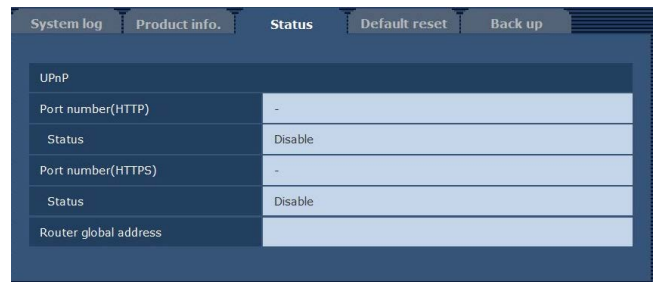 System log Product info. Status Default reset Back up
UPnP
Port number(HTTP) -
Status Disable
Port number(HTTPS) -
Status Disable
Router global address